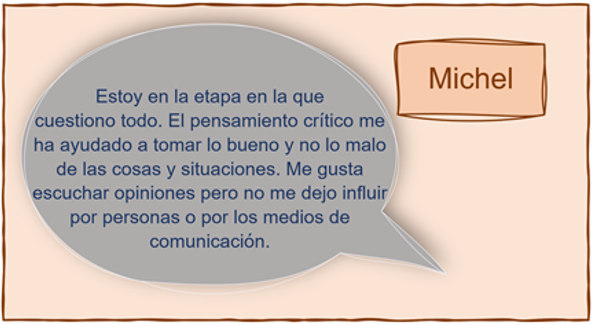 Michel
Estoy en la etapa en la que
cuestiono todo. El pensamiento crítico me
ha ayudado a tomar lo bueno y no lo malo
de las cosas y situaciones. Me gusta
escuchar opiniones pero no me dejo influir
por personas o por los medios de
comunicación.